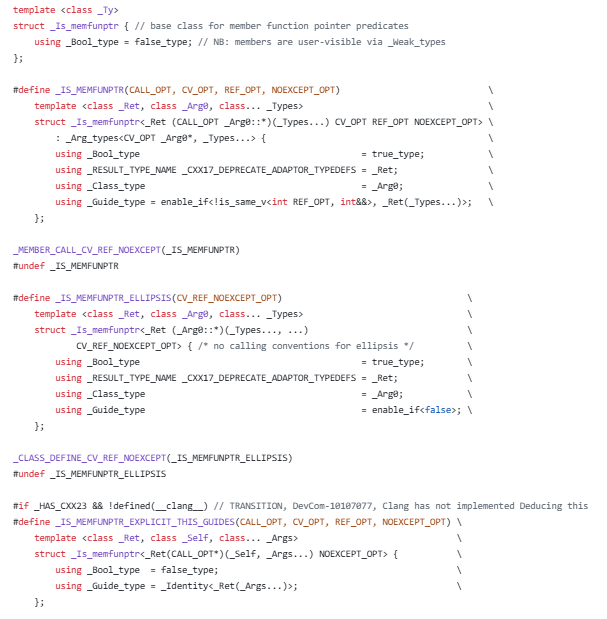 template <class _Ty>
struct _Is_memfunptr { // base class for member function pointer predicates
    using _Bool_type = false_type; // NB: members are user-visible via _Weak_types
};

#define _IS_MEMFUNPTR(CALL_OPT, CV_OPT, REF_OPT, NOEXCEPT_OPT)                            \
    template <class _Ret, class _Arg0, class... _Types>                                   \
    struct _Is_memfunptr<_Ret (CALL_OPT _Arg0::*)(_Types...) CV_OPT REF_OPT NOEXCEPT_OPT> \
        : _Arg_types<CV_OPT _Arg0*, _Types...> {                                          \
        using _Bool_type                                      = true_type;                \
        using _RESULT_TYPE_NAME _CXX17_DEPRECATE_ADAPTOR_TYPEDEFS = _Ret;                 \
        using _Class_type                                     = _Arg0;                    \
        using _Guide_type = enable_if<!is_same_v<int REF_OPT, int&&>, _Ret(_Types...)>;   \
    };

_MEMBER_CALL_CV_REF_NOEXCEPT(_IS_MEMFUNPTR)
#undef _IS_MEMFUNPTR

#define _IS_MEMFUNPTR_ELLIPSIS(CV_REF_NOEXCEPT_OPT)                                \
    template <class _Ret, class _Arg0, class... _Types>                            \
    struct _Is_memfunptr<_Ret (_Arg0::*)(_Types..., ...)                           \
            CV_REF_NOEXCEPT_OPT> { /* no calling conventions for ellipsis */       \
        using _Bool_type                                      = true_type;         \
        using _RESULT_TYPE_NAME _CXX17_DEPRECATE_ADAPTOR_TYPEDEFS = _Ret;          \
        using _Class_type                                     = _Arg0;             \
        using _Guide_type                                     = enable_if<false>; \
    };

_CLASS_DEFINE_CV_REF_NOEXCEPT(_IS_MEMFUNPTR_ELLIPSIS)
#undef _IS_MEMFUNPTR_ELLIPSIS

#if _HAS_CXX23 && !defined(__clang__) // TRANSITION, DevCom-10107077, Clang has not implemented Deducing this
#define _IS_MEMFUNPTR_EXPLICIT_THIS_GUIDES(CALL_OPT, CV_OPT, REF_OPT, NOEXCEPT_OPT) \
    template <class _Ret, class _Self, class... _Args>                              \
    struct _Is_memfunptr<_Ret(CALL_OPT*)(_Self, _Args...) NOEXCEPT_OPT> {           \
        using _Bool_type  = false_type;                                             \
        using _Guide_type = _Identity<_Ret(_Args...)>;                              \
    };